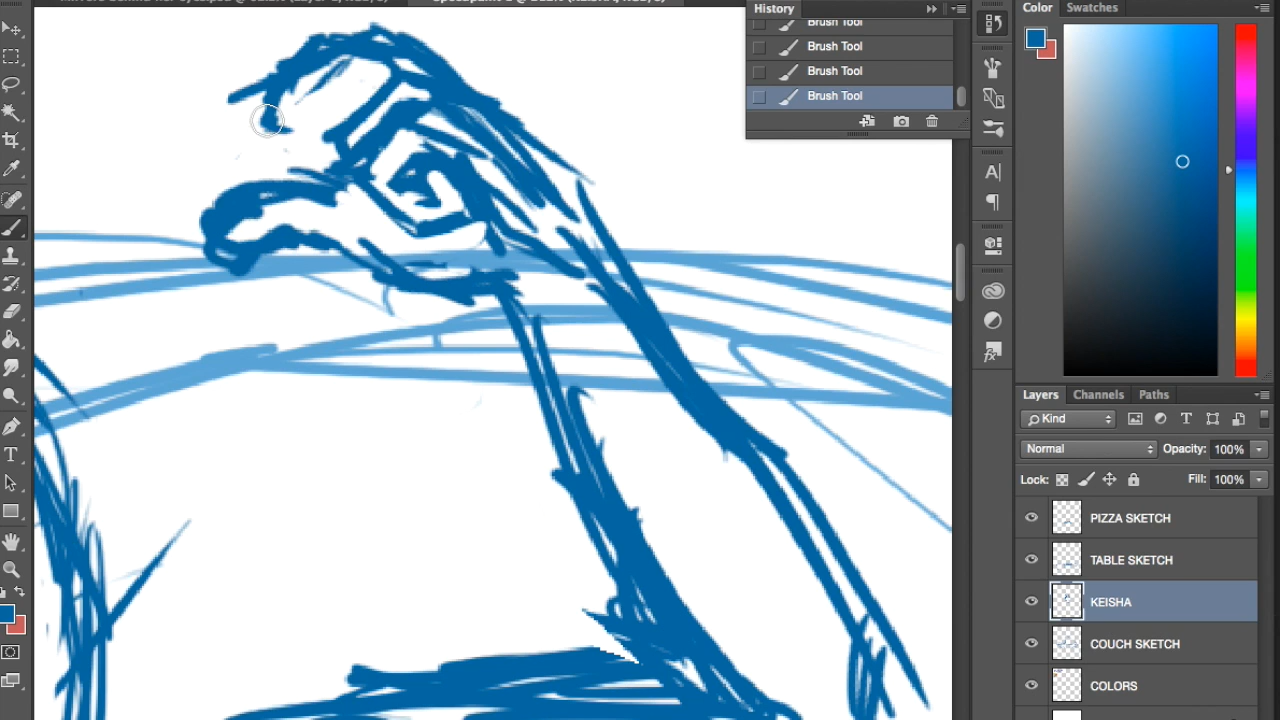 History
Brush Tool
Brush Tool
Brush Tool
Brush Tool
Color
Swatches
Layers
Channels
Paths
Kind
Normal
Opacity: 100%
Lock:
Fill: 100%
PIZZA SKETCH
TABLE SKETCH
KEISHA
COUCH SKETCH
COLORS